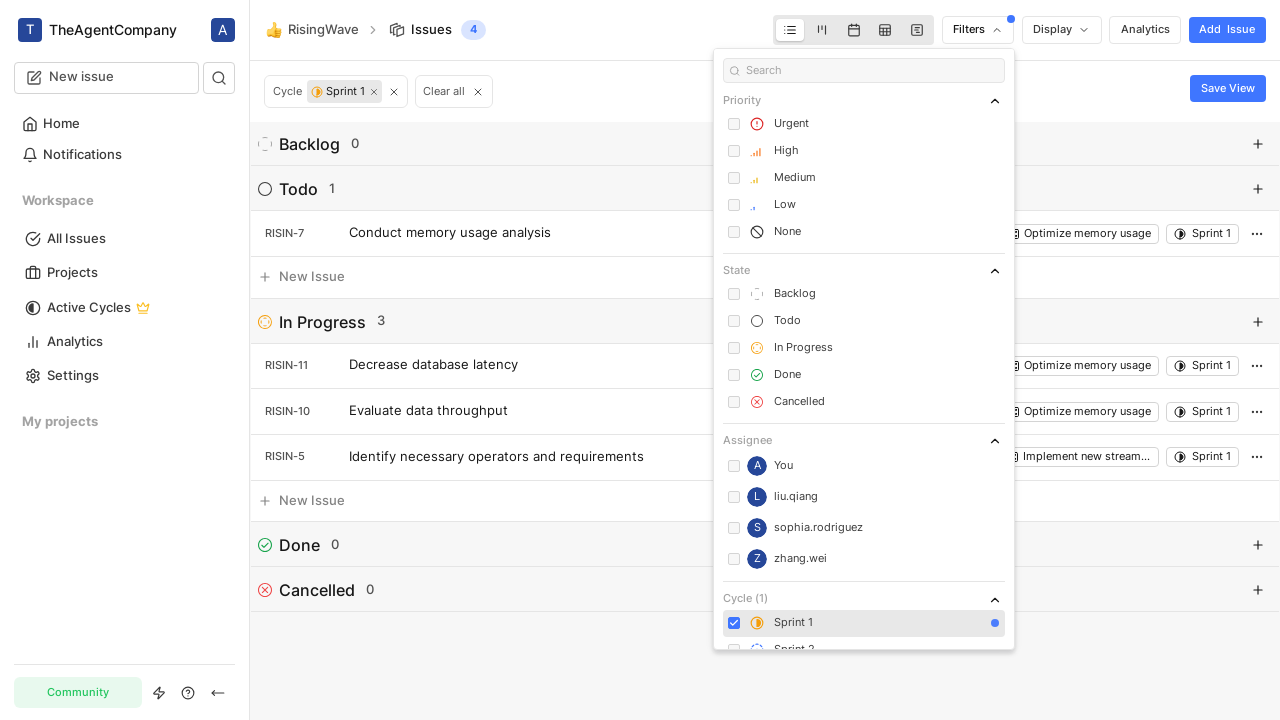 T TheAgentCompany A
New issue
Home
Notifications
Workspace
All Issues
Projects
Active Cycles
Analytics
Settings
My projects
Community
RisingWave Issues 4
Filters Display Analytics Add Issue
Cycle Sprint 1 Clear all Save View
Backlog 0
Todo 1
RISIN-7 Conduct memory usage analysis Optimize memory usage Sprint 1
New Issue
In Progress 3
RISIN-11 Decrease database latency Optimize memory usage Sprint 1
RISIN-10 Evaluate data throughput Optimize memory usage Sprint 1
RISIN-5 Identify necessary operators and requirements Implement new stream... Sprint 1
New Issue
Done 0
Cancelled 0
Search
Priority
Urgent
High
Medium
Low
None
State
Backlog
Todo
In Progress
Done
Cancelled
Assignee
A You
L liu.qiang
S sophia.rodriguez
Z zhang.wei
Cycle (1)
Sprint 1
Sprint 2